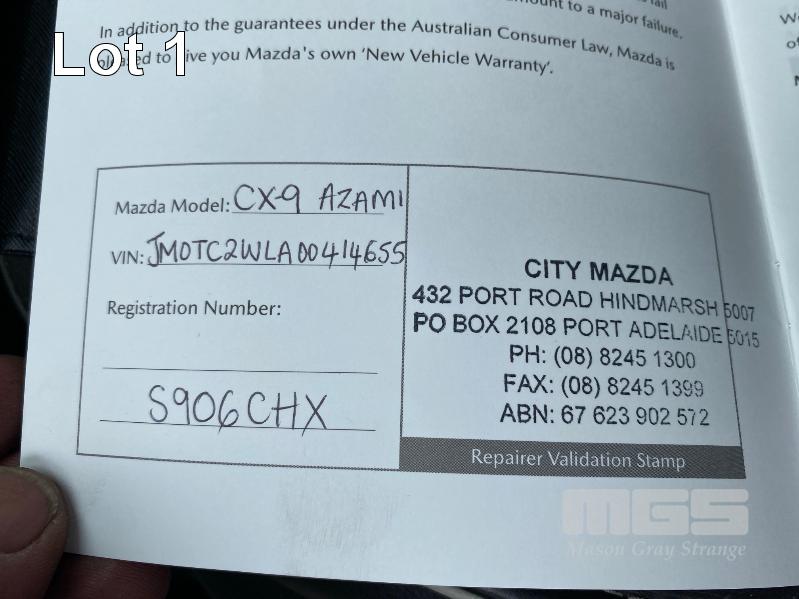 ount to a major failure.
In addition to the guarantees under the Australian Consumer Law, Mazda is
to give you Mazda's own 'New Vehicle Warranty'.
Lot 1
Mazda Model: CX-9 AZAMI
VIN: JM0TC2WLA00414655
Registration Number:
S906CHX
CITY MAZDA
432 PORT ROAD HINDMARSH 5007
PO BOX 2108 PORT ADELAIDE 5015
PH: (08) 8245 1300
FAX: (08) 8245 1399
ABN: 67 623 902 572
Repairer Validation Stamp
MGS
Mason Gray Strange